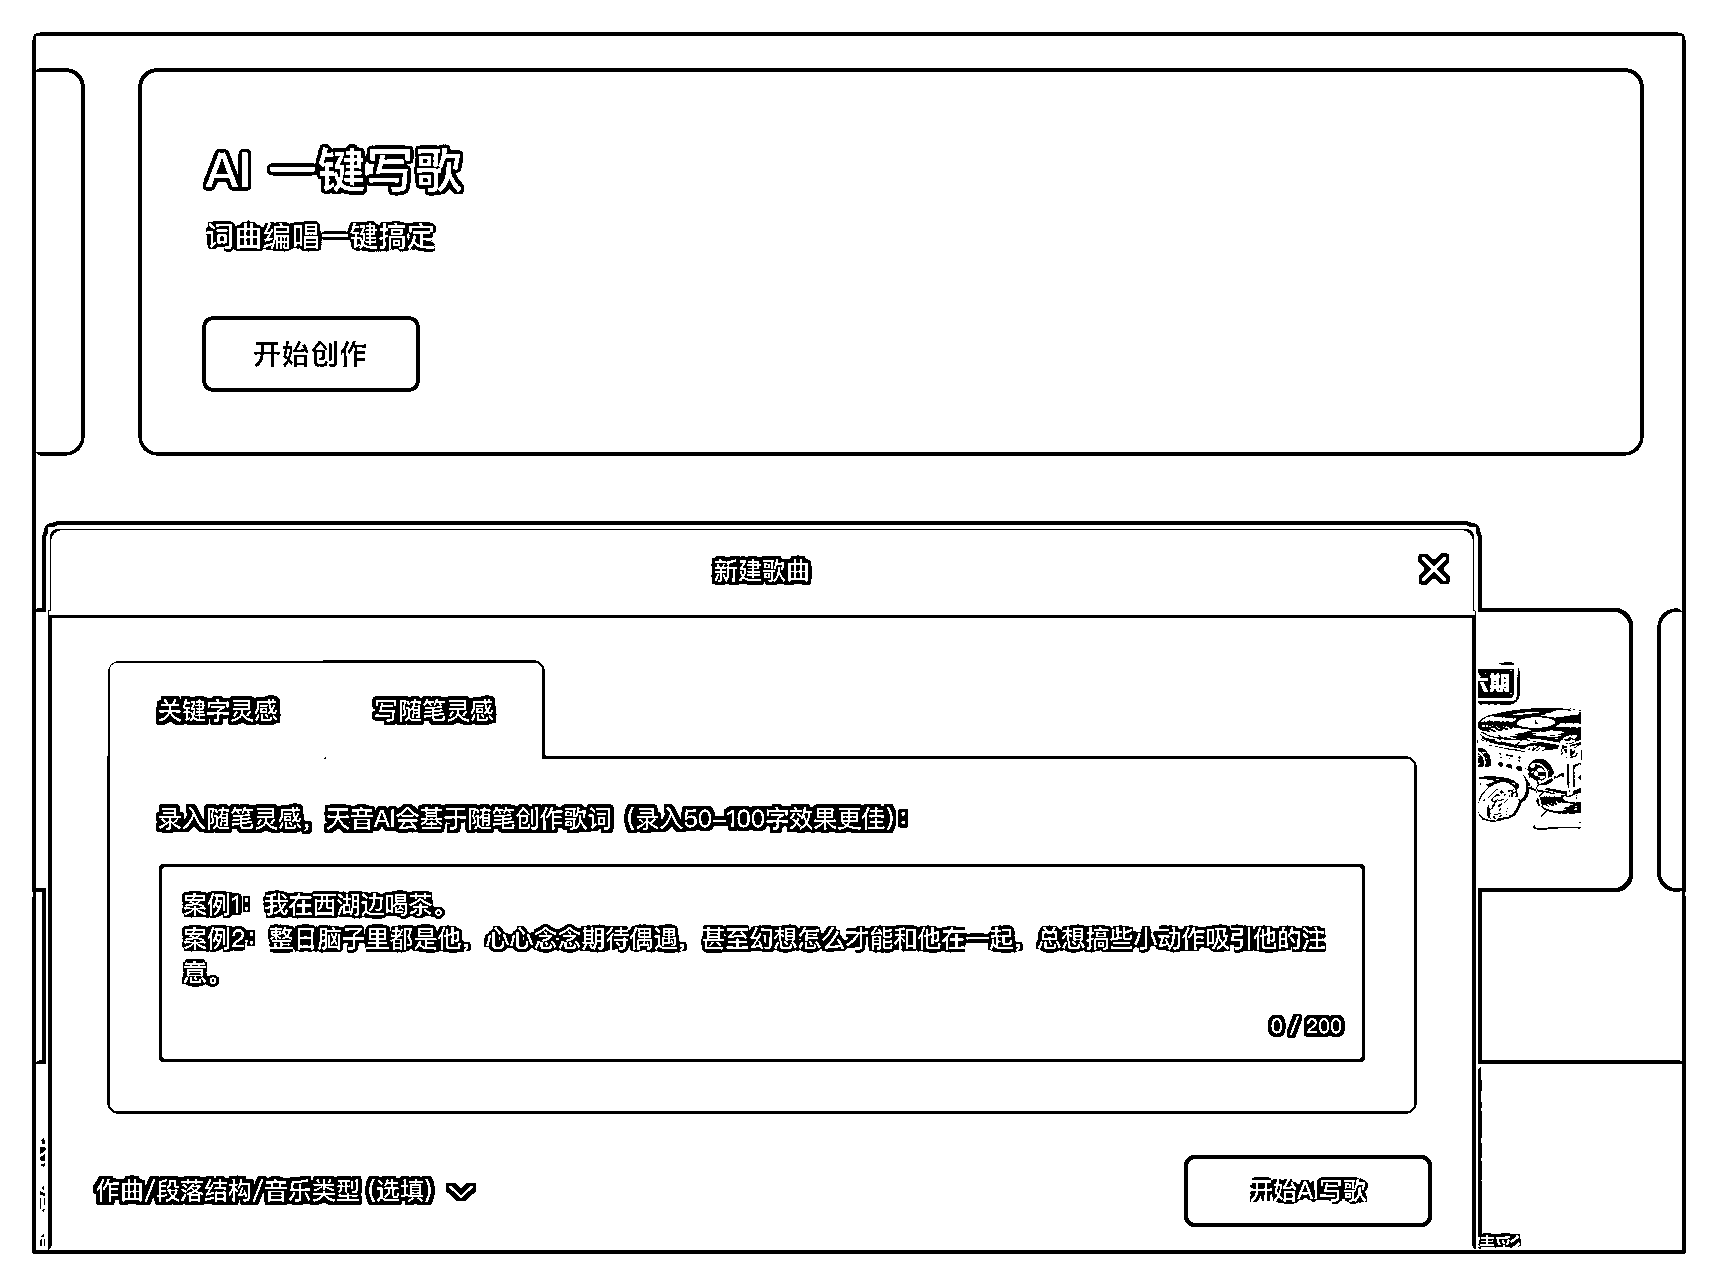 AI 一键写歌
词曲编唱一键搞定
开始创作
新建歌曲
六期
关键字灵感
写随笔灵感
录入随笔灵感，天音AI会基于随笔创作歌词（录入50-100字效果更佳）：
案例1：我在西湖边喝茶。
案例2：整日脑子里都是他，心心念念期待偶遇，甚至幻想怎么才能和他在一起，总想搞些小动作吸引他的注
意。
0/200
作曲/段落结构/音乐类型(选填)
开始AI写歌